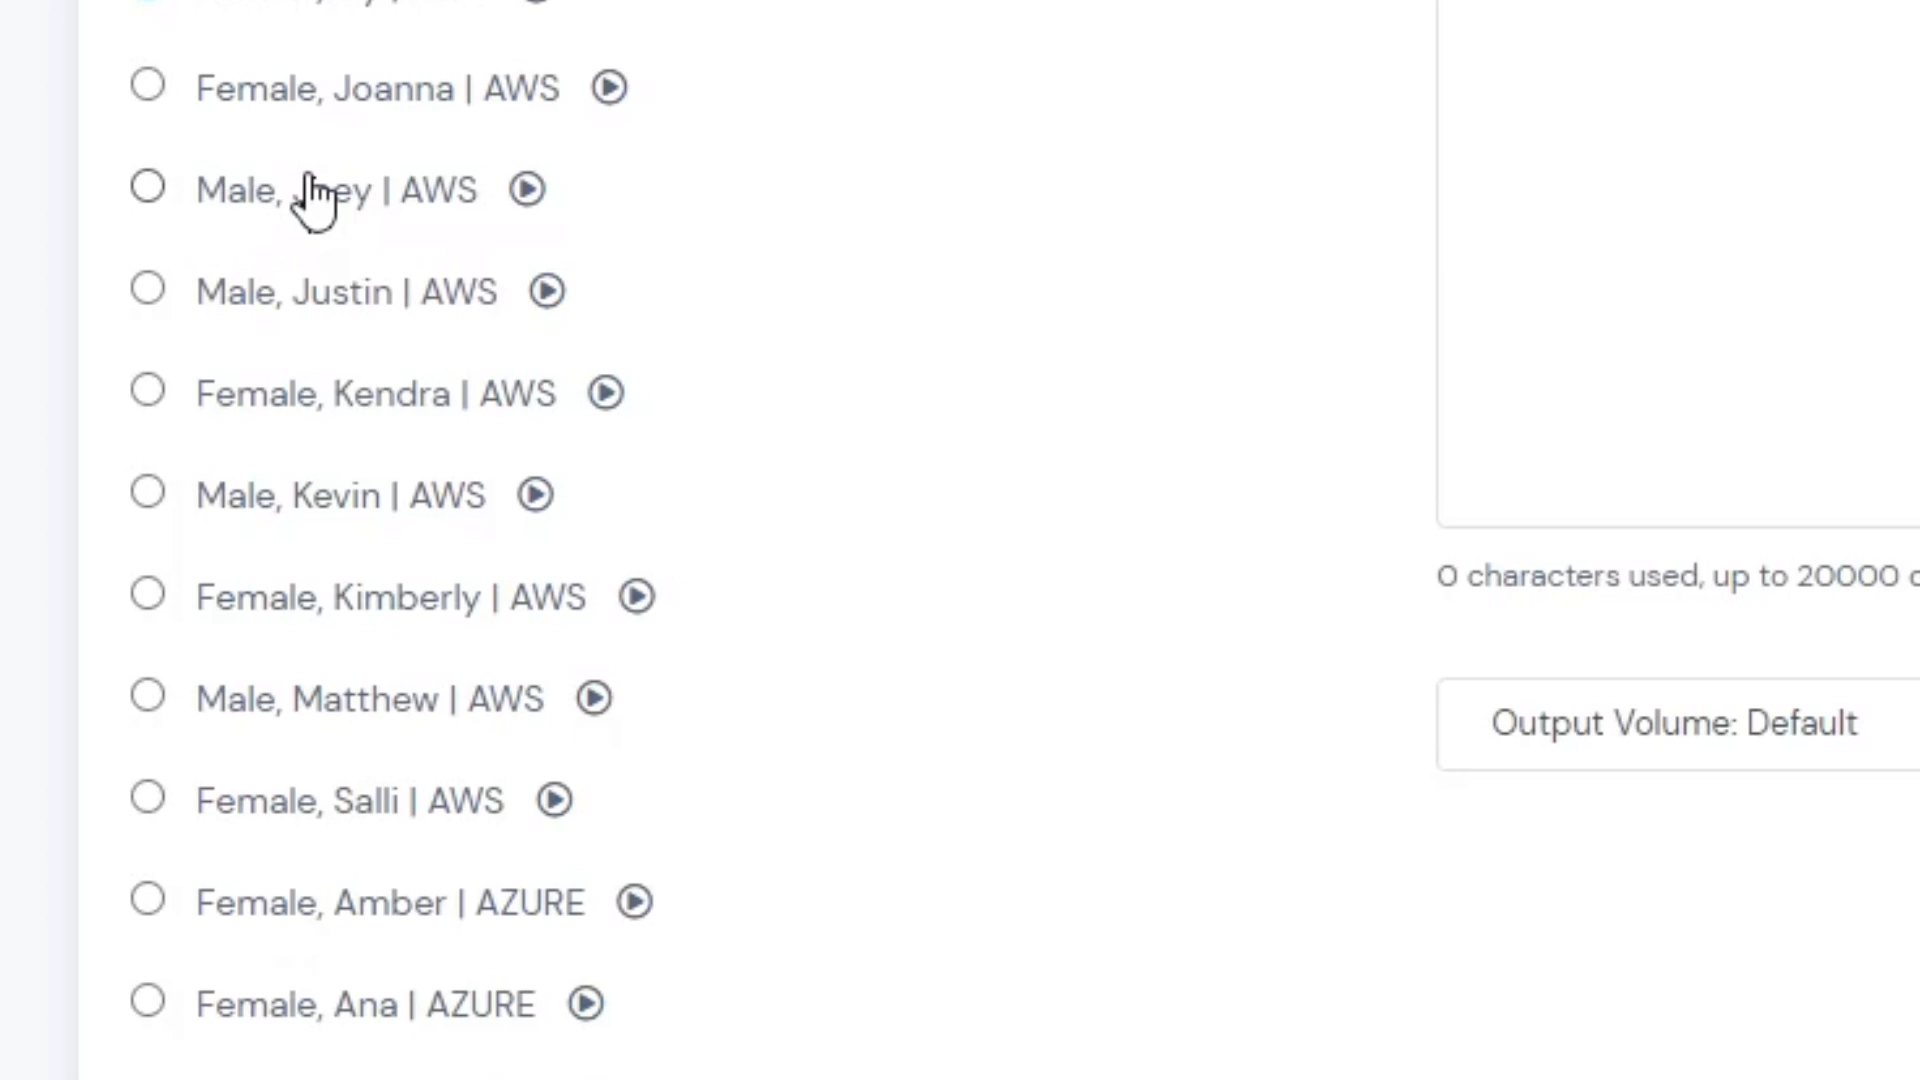 Female, Joanna | AWS
Male, | AWS
Male, Justin | AWS
Female, Kendra | AWS
Male, Kevin | AWS
Female, Kimberly | AWS
Male, Matthew | AWS
Female, Salli | AWS
Female, Amber | AZURE
Female, Ana | AZURE
0 characters used, up to 20000
Output Volume: Default